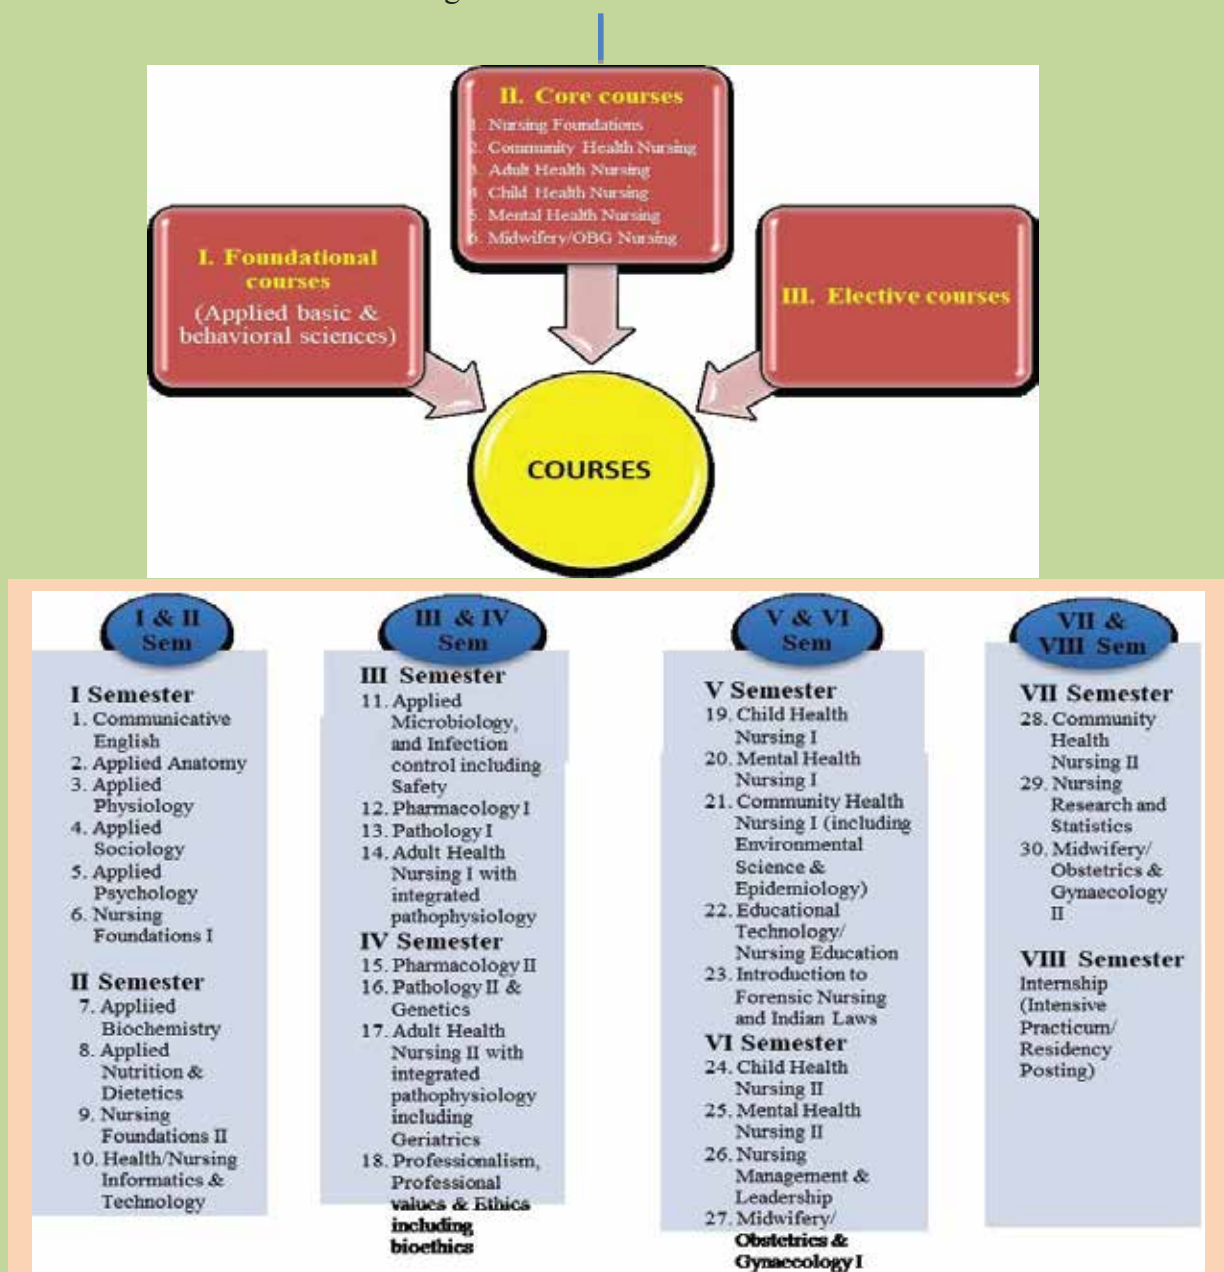 II. Core courses
1. Nursing Foundations
2. Community Health Nursing
3. Adult Health Nursing
4. Child Health Nursing
5. Mental Health Nursing
6. Midwifery/OBG Nursing
I. Foundational
courses
(Applied basic &
behavioral sciences)
III. Elective courses
COURSES
I & II
Sem
I Semester
1. Communicative
English
2. Applied Anatomy
3. Applied
Physiology
4. Applied
Sociology
5. Applied
Psychology
6. Nursing
Foundations I
II Semester
7. Appliied
Biochemistry
8. Applied
Nutrition &
Dietetics
9. Nursing
Foundations II
10. Health/Nursing
Informatics &
Technology
III & IV
Sem
III Semester
11. Applied
Microbiology,
and Infection
control including
Safety
12. Pharmacology I
13. Pathology I
14. Adult Health
Nursing I with
integrated
pathophysiology
IV Semester
15. Pharmacology II
16. Pathology II &
Genetics
17. Adult Health
Nursing II with
integrated
pathophysiology
including
Geriatrics
18. Professionalism,
Professional
values & Ethics
including
bioethics
V & VI
Sem
V Semester
19. Child Health
Nursing I
20. Mental Health
Nursing I
21. Community Health
Nursing I (including
Environmental
Science &
Epidemiology)
22. Educational
Technology/
Nursing Education
23. Introduction to
Forensic Nursing
and Indian Laws
VI Semester
24. Child Health
Nursing II
25. Mental Health
Nursing II
26. Nursing
Management &
Leadership
27. Midwifery/
Obstetrics &
Gynaecology I
VII &
VIII Sem
VII Semester
28. Community
Health
Nursing II
29. Nursing
Research and
Statistics
30. Midwifery/
Obstetrics &
Gynaecology
II
VIII Semester
Internship
(Intensive
Practicum/
Residency
Posting)